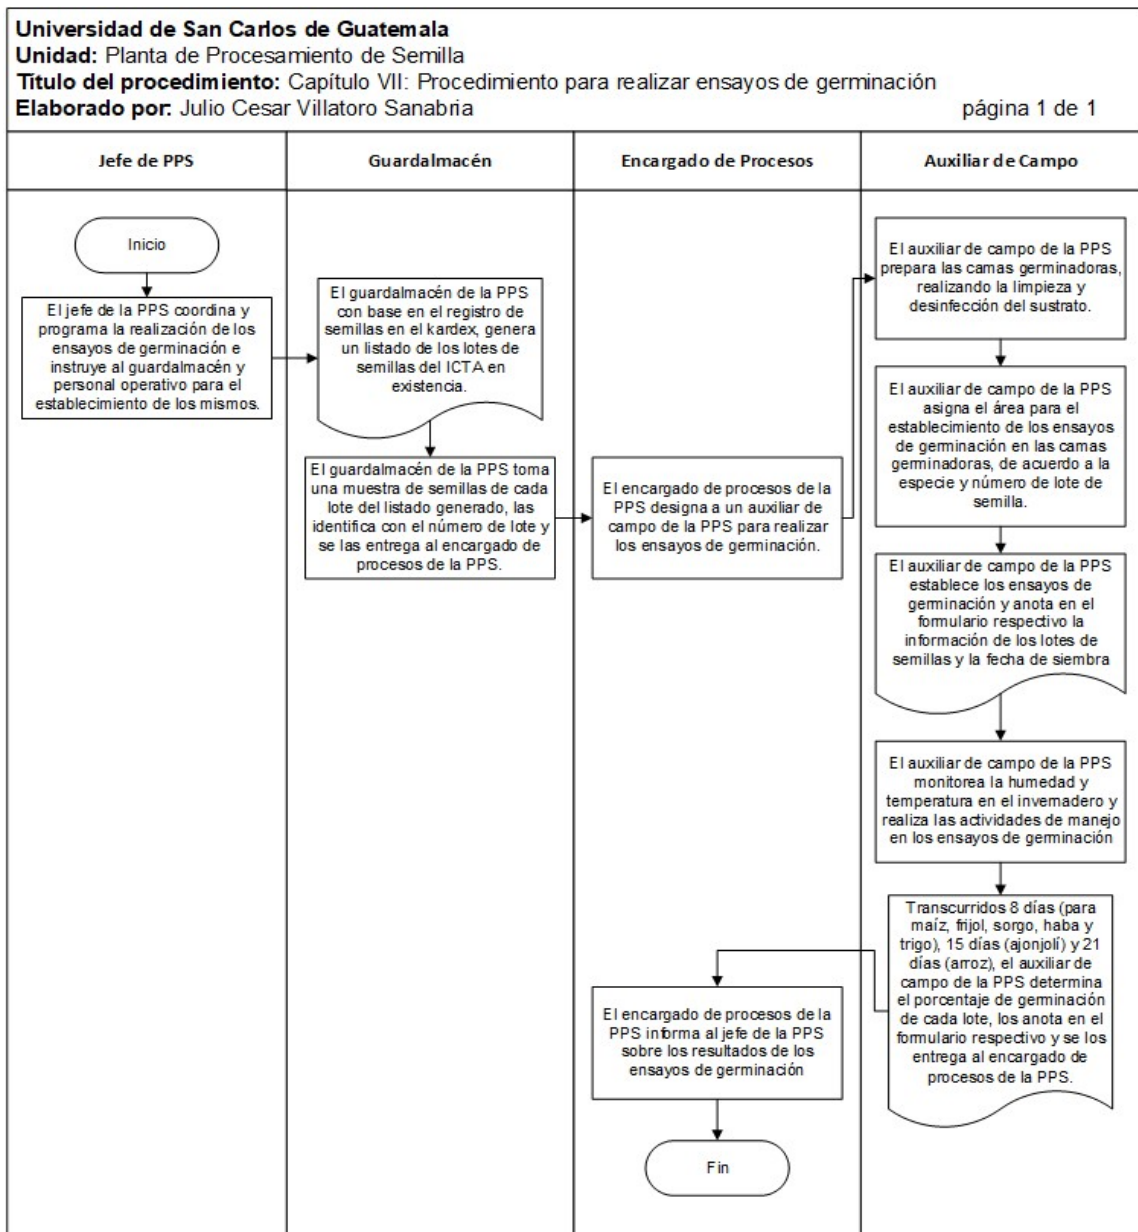 Universidad de San Carlos de Guatemala
Unidad: Planta de Procesamiento de Semilla
Título del procedimiento: Capítulo VII: Procedimiento para realizar ensayos de germinación
Elaborado por: Julio Cesar Villatoro Sanabria
página 1 de 1
Jefe de PPS
Guardalmacén
Encargado de Procesos
Auxiliar de Campo
Inicio
El jefe de la PPS coordina y
programa la realización de los
ensayos de germinación e
instruye al guardalmacén y
personal operativo para el
establecimiento de los mismos.
El guardalmacén de la PPS
con base en el registro de
semillas en el kardex, genera
un listado de los lotes de
semillas del ICTA en
existencia.
El guardalmacén de la PPS toma
una muestra de semillas de cada
lote del listado generado, las
identifica con el número de lote y
se las entrega al encargado de
procesos de la PPS.
El encargado de procesos de la
PPS designa a un auxiliar de
campo de la PPS para realizar
los ensayos de germinación.
El auxiliar de campo de la PPS
prepara las camas germinadoras,
realizando la limpieza y
desinfección del sustrato.
El auxiliar de campo de la PPS
asigna el área para el
establecimiento de los ensayos
de germinación en las camas
germinadoras, de acuerdo a la
especie y número de lote de
semilla.
El auxiliar de campo de la PPS
establece los ensayos de
germinación y anota en el
formulario respectivo la
información de los lotes de
semillas y la fecha de siembra
El auxiliar de campo de la PPS
monitorea la humedad y
temperatura en el invernadero y
realiza las actividades de manejo
en los ensayos de germinación
Transcurridos 8 días (para
maíz, frijol, sorgo, haba y
trigo), 15 días (ajonjolí) y 21
días (arroz), el auxiliar de
campo de la PPS determina
el porcentaje de germinación
de cada lote, los anota en el
formulario respectivo y se los
entrega al encargado de
procesos de la PPS.
El encargado de procesos de la
PPS informa al jefe de la PPS
sobre los resultados de los
ensayos de germinación
Fin